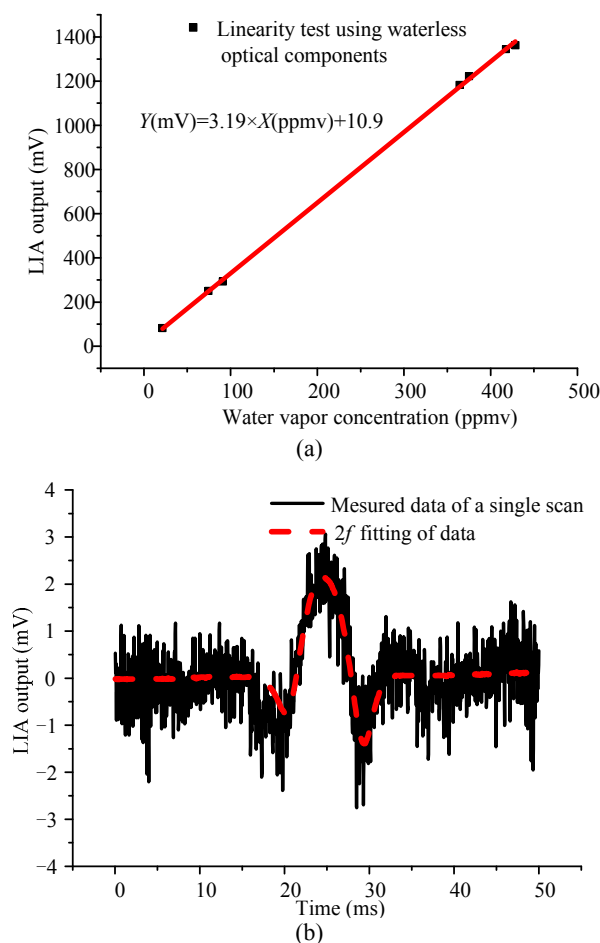 Linearity test using waterless
optical components
Y(mV)=3.19×X(ppmv)+10.9
LIA output (mV)
1400
1200
1000
800
600
400
200
0
0 100 200 300 400 500
Water vapor concentration (ppmv)
(a)
Mesured data of a single scan
2f fitting of data
LIA output (mV)
4
3
2
1
0
−1
−2
−3
−4
0 10 20 30 40 50
Time (ms)
(b)